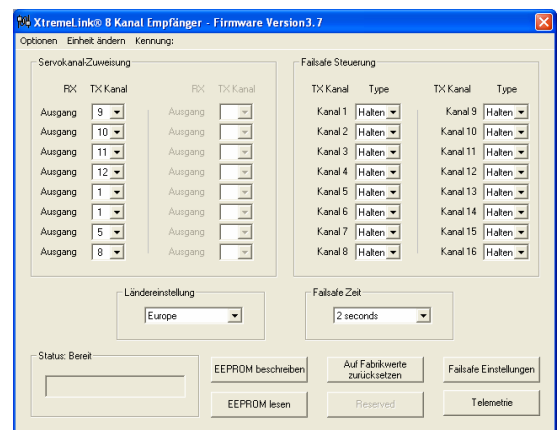 XtremeLink® 8 Kanal Empfänger - Firmware Version3.7
Optionen Einheit ändern Kennung:
Servokanal-Zuweisung
RX TX Kanal RX TX Kanal
Ausgang 9 Ausgang
Ausgang 10 Ausgang
Ausgang 11 Ausgang
Ausgang 12 Ausgang
Ausgang 1 Ausgang
Ausgang 1 Ausgang
Ausgang 5 Ausgang
Ausgang 8 Ausgang
Failsafe Steuerung
TX Kanal Type TX Kanal Type
Kanal 1 Halten Kanal 9 Halten
Kanal 2 Halten Kanal 10 Halten
Kanal 3 Halten Kanal 11 Halten
Kanal 4 Halten Kanal 12 Halten
Kanal 5 Halten Kanal 13 Halten
Kanal 6 Halten Kanal 14 Halten
Kanal 7 Halten Kanal 15 Halten
Kanal 8 Halten Kanal 16 Halten
Ländereinstellung
Europe
Failsafe Zeit
2 seconds
Status: Bereit
EEPROM beschreiben
Auf Fabrikwerte
zurücksetzen
Failsafe Einstellungen
EEPROM lesen
Reserved
Telemetrie